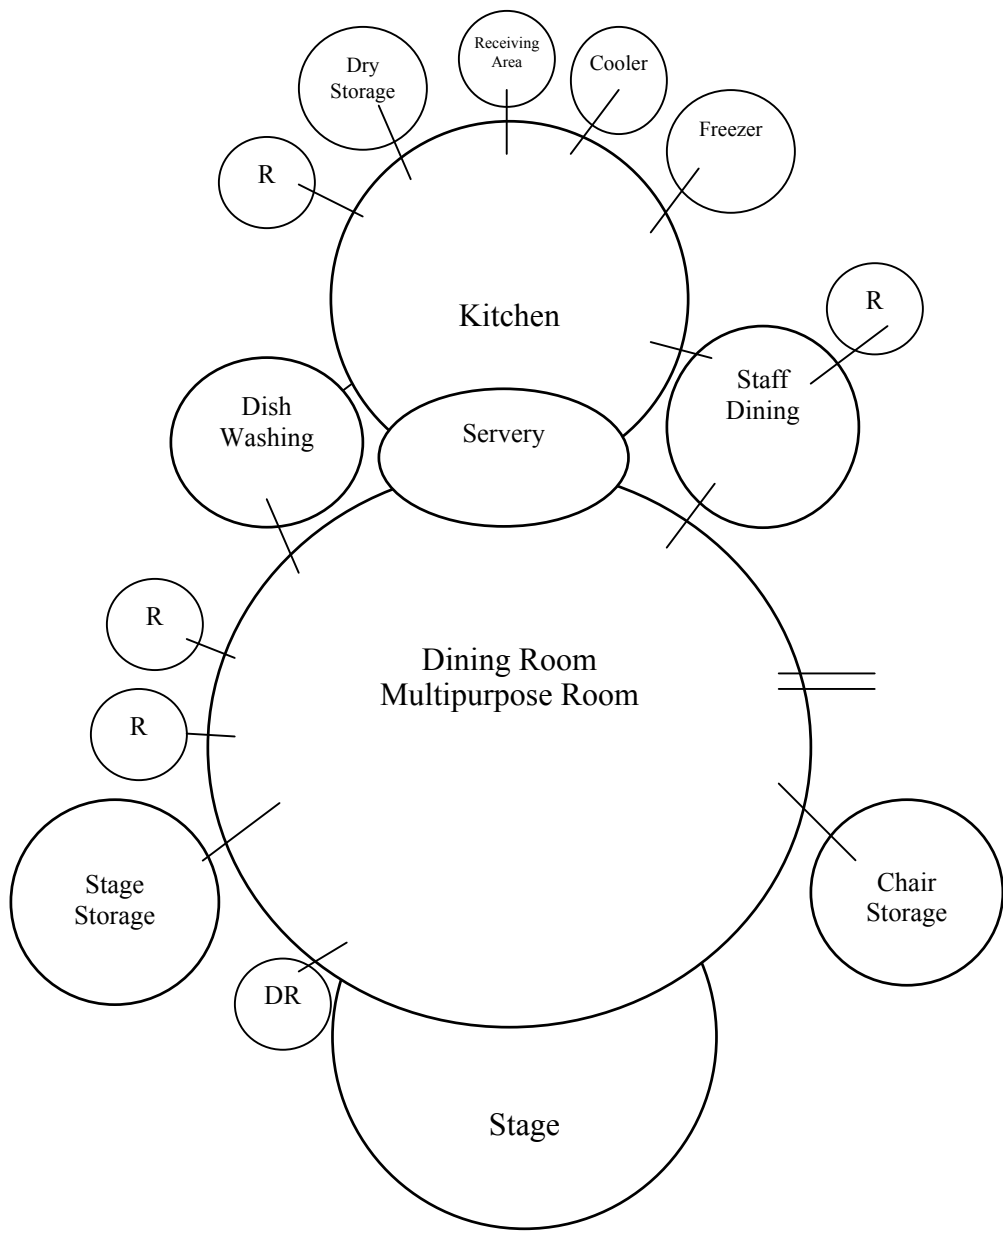 Receiving
Area
Dry
Storage
Cooler
Freezer
R
R
Kitchen
Staff
Dining
Dish
Washing
Servery
R
Dining Room
Multipurpose Room
R
Stage
Storage
Chair
Storage
DR
Stage